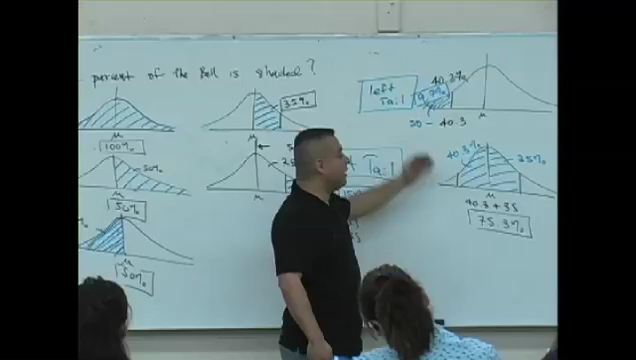 percent of the Bell is shaded?
μ
100%
μ
50%
50%
μ
50%
35%
μ
μ
Tail
left
Tail
40.3%
9.7%
50 - 40.3
μ
40.3%
μ
40.3 + 35
75.3%